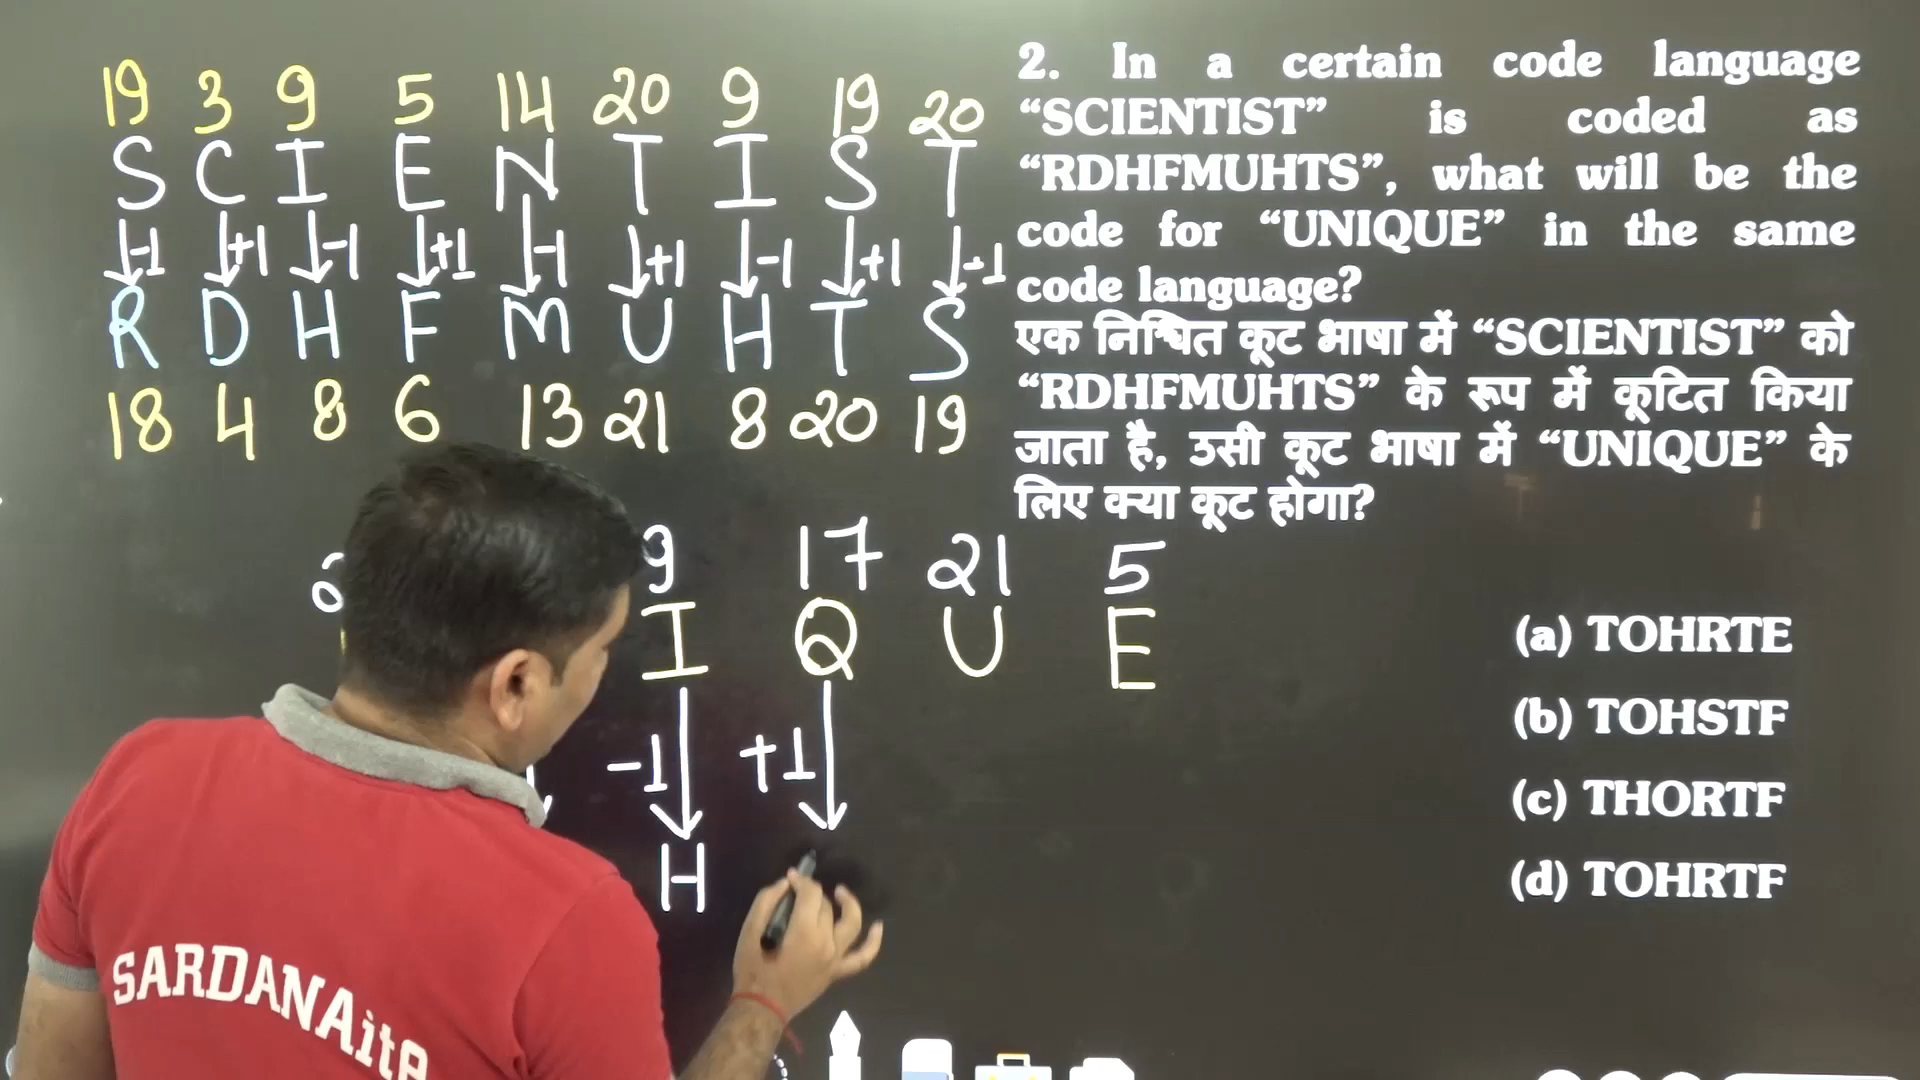 19 3 9 5 14 20 9 19 20
S C I E N T I S T
-1 +1 -1 +1 -1 +1 -1 +1 -1
R D H F M U H T S
18 4 8 6 13 21 8 20 19
2. In a certain code language
“SCIENTIST” is coded as
“RDHFMUHTS”, what will be the
code for “UNIQUE” in the same
code language?
एक निश्चित कूट भाषा में “SCIENTIST” को
“RDHFMUHTS” के रूप में कूटित किया
जाता है, उसी कूट भाषा में “UNIQUE” के
लिए क्या कूट होगा?
9 17 21 5
I Q U E
-1 +1
H
(a) TOHRTE
(b) TOHSTF
(c) THORTF
(d) TOHRTF
SARDANAite